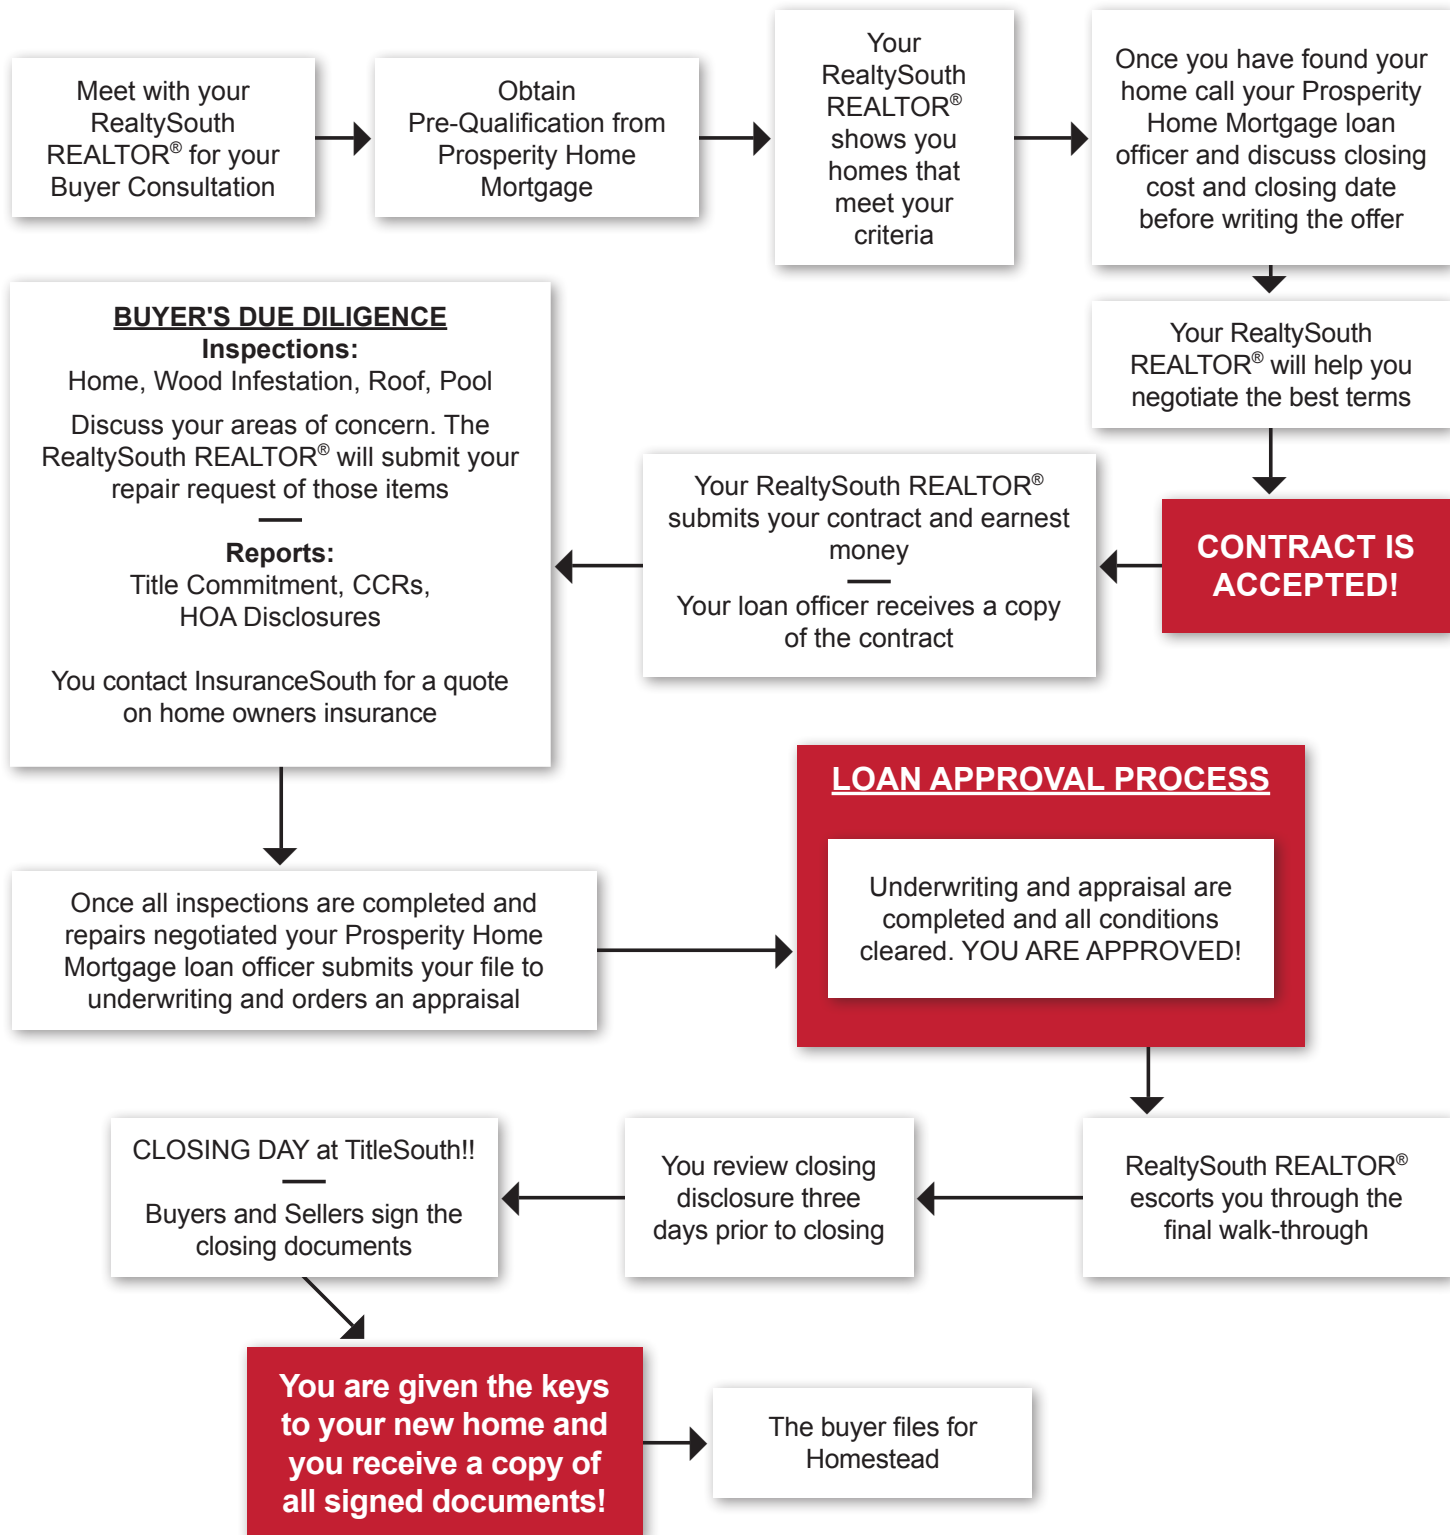 Meet with your
RealtySouth
REALTOR® for your
Buyer Consultation
Obtain
Pre-Qualification from
Prosperity Home
Mortgage
Your
RealtySouth
REALTOR®
shows you
homes that
meet your
criteria
Once you have found your
home call your Prosperity
Home Mortgage loan
officer and discuss closing
cost and closing date
before writing the offer
Your RealtySouth
REALTOR® will help you
negotiate the best terms
CONTRACT IS
ACCEPTED!
Your RealtySouth REALTOR®
submits your contract and earnest
money
Your loan officer receives a copy
of the contract
BUYER'S DUE DILIGENCE
Inspections:
Home, Wood Infestation, Roof, Pool
Discuss your areas of concern. The
RealtySouth REALTOR® will submit your
repair request of those items
Reports:
Title Commitment, CCRs,
HOA Disclosures
You contact InsuranceSouth for a quote
on home owners insurance
Once all inspections are completed and
repairs negotiated your Prosperity Home
Mortgage loan officer submits your file to
underwriting and orders an appraisal
LOAN APPROVAL PROCESS
Underwriting and appraisal are
completed and all conditions
cleared. YOU ARE APPROVED!
RealtySouth REALTOR®
escorts you through the
final walk-through
You review closing
disclosure three
days prior to closing
CLOSING DAY at TitleSouth!!
Buyers and Sellers sign the
closing documents
You are given the keys
to your new home and
you receive a copy of
all signed documents!
The buyer files for
Homestead